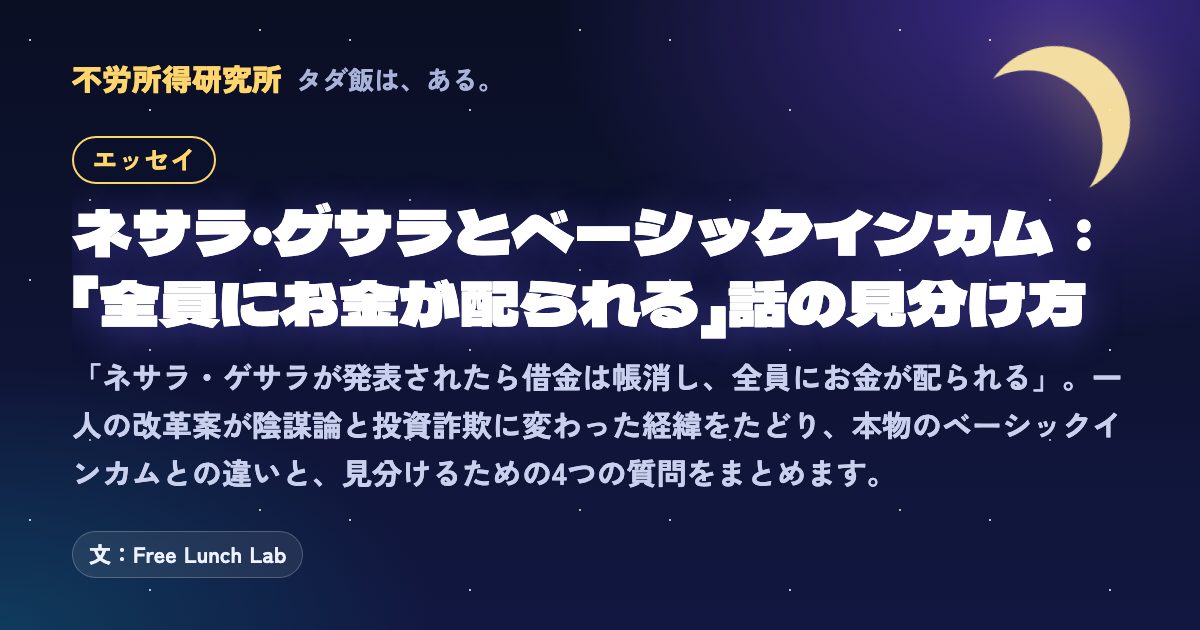 不労所得研究所 タダ飯は、ある。
エッセイ
ネサラ・ゲサラとベーシックインカム：
「全員にお金が配られる」話の見分け方
「ネサラ・ゲサラが発表されたら借金は帳消し、全員にお金が配られる」。一
人の改革案が陰謀論と投資詐欺に変わった経緯をたどり、本物のベーシックイ
ンカムとの違いと、見分けるための4つの質問をまとめます。
文：Free Lunch Lab